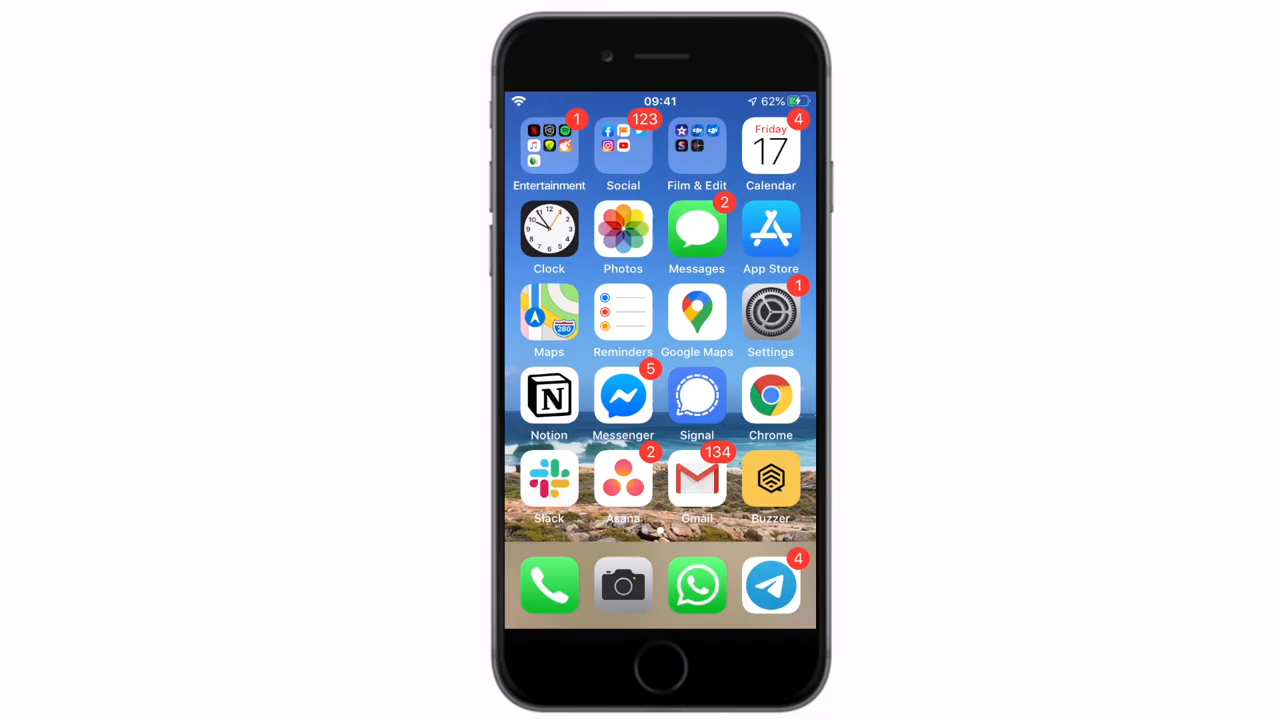 09:41 62%
1 123 4
Friday
17
Entertainment Social Film & Edit Calendar
2
Clock Photos Messages App Store
1
280
Maps Reminders Google Maps Settings
5
N
Notion Messenger Signal Chrome
2 134
Slack Asana Gmail Buzzer
4